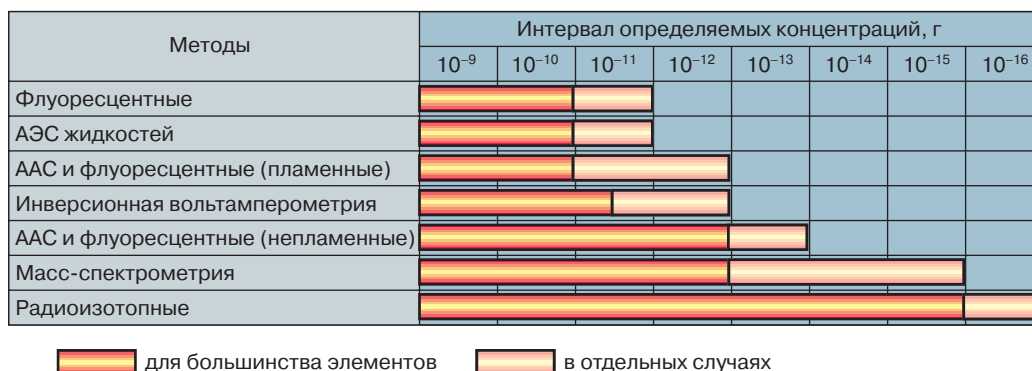 Методы
Интервал определяемых концентраций, г
10⁻⁹ 10⁻¹⁰ 10⁻¹¹ 10⁻¹² 10⁻¹³ 10⁻¹⁴ 10⁻¹⁵ 10⁻¹⁶
Флуоресцентные
АЭС жидкостей
ААС и флуоресцентные (пламенные)
Инверсионная вольтамперометрия
ААС и флуоресцентные (непламенные)
Масс-спектрометрия
Радиоизотопные
для большинства элементов в отдельных случаях